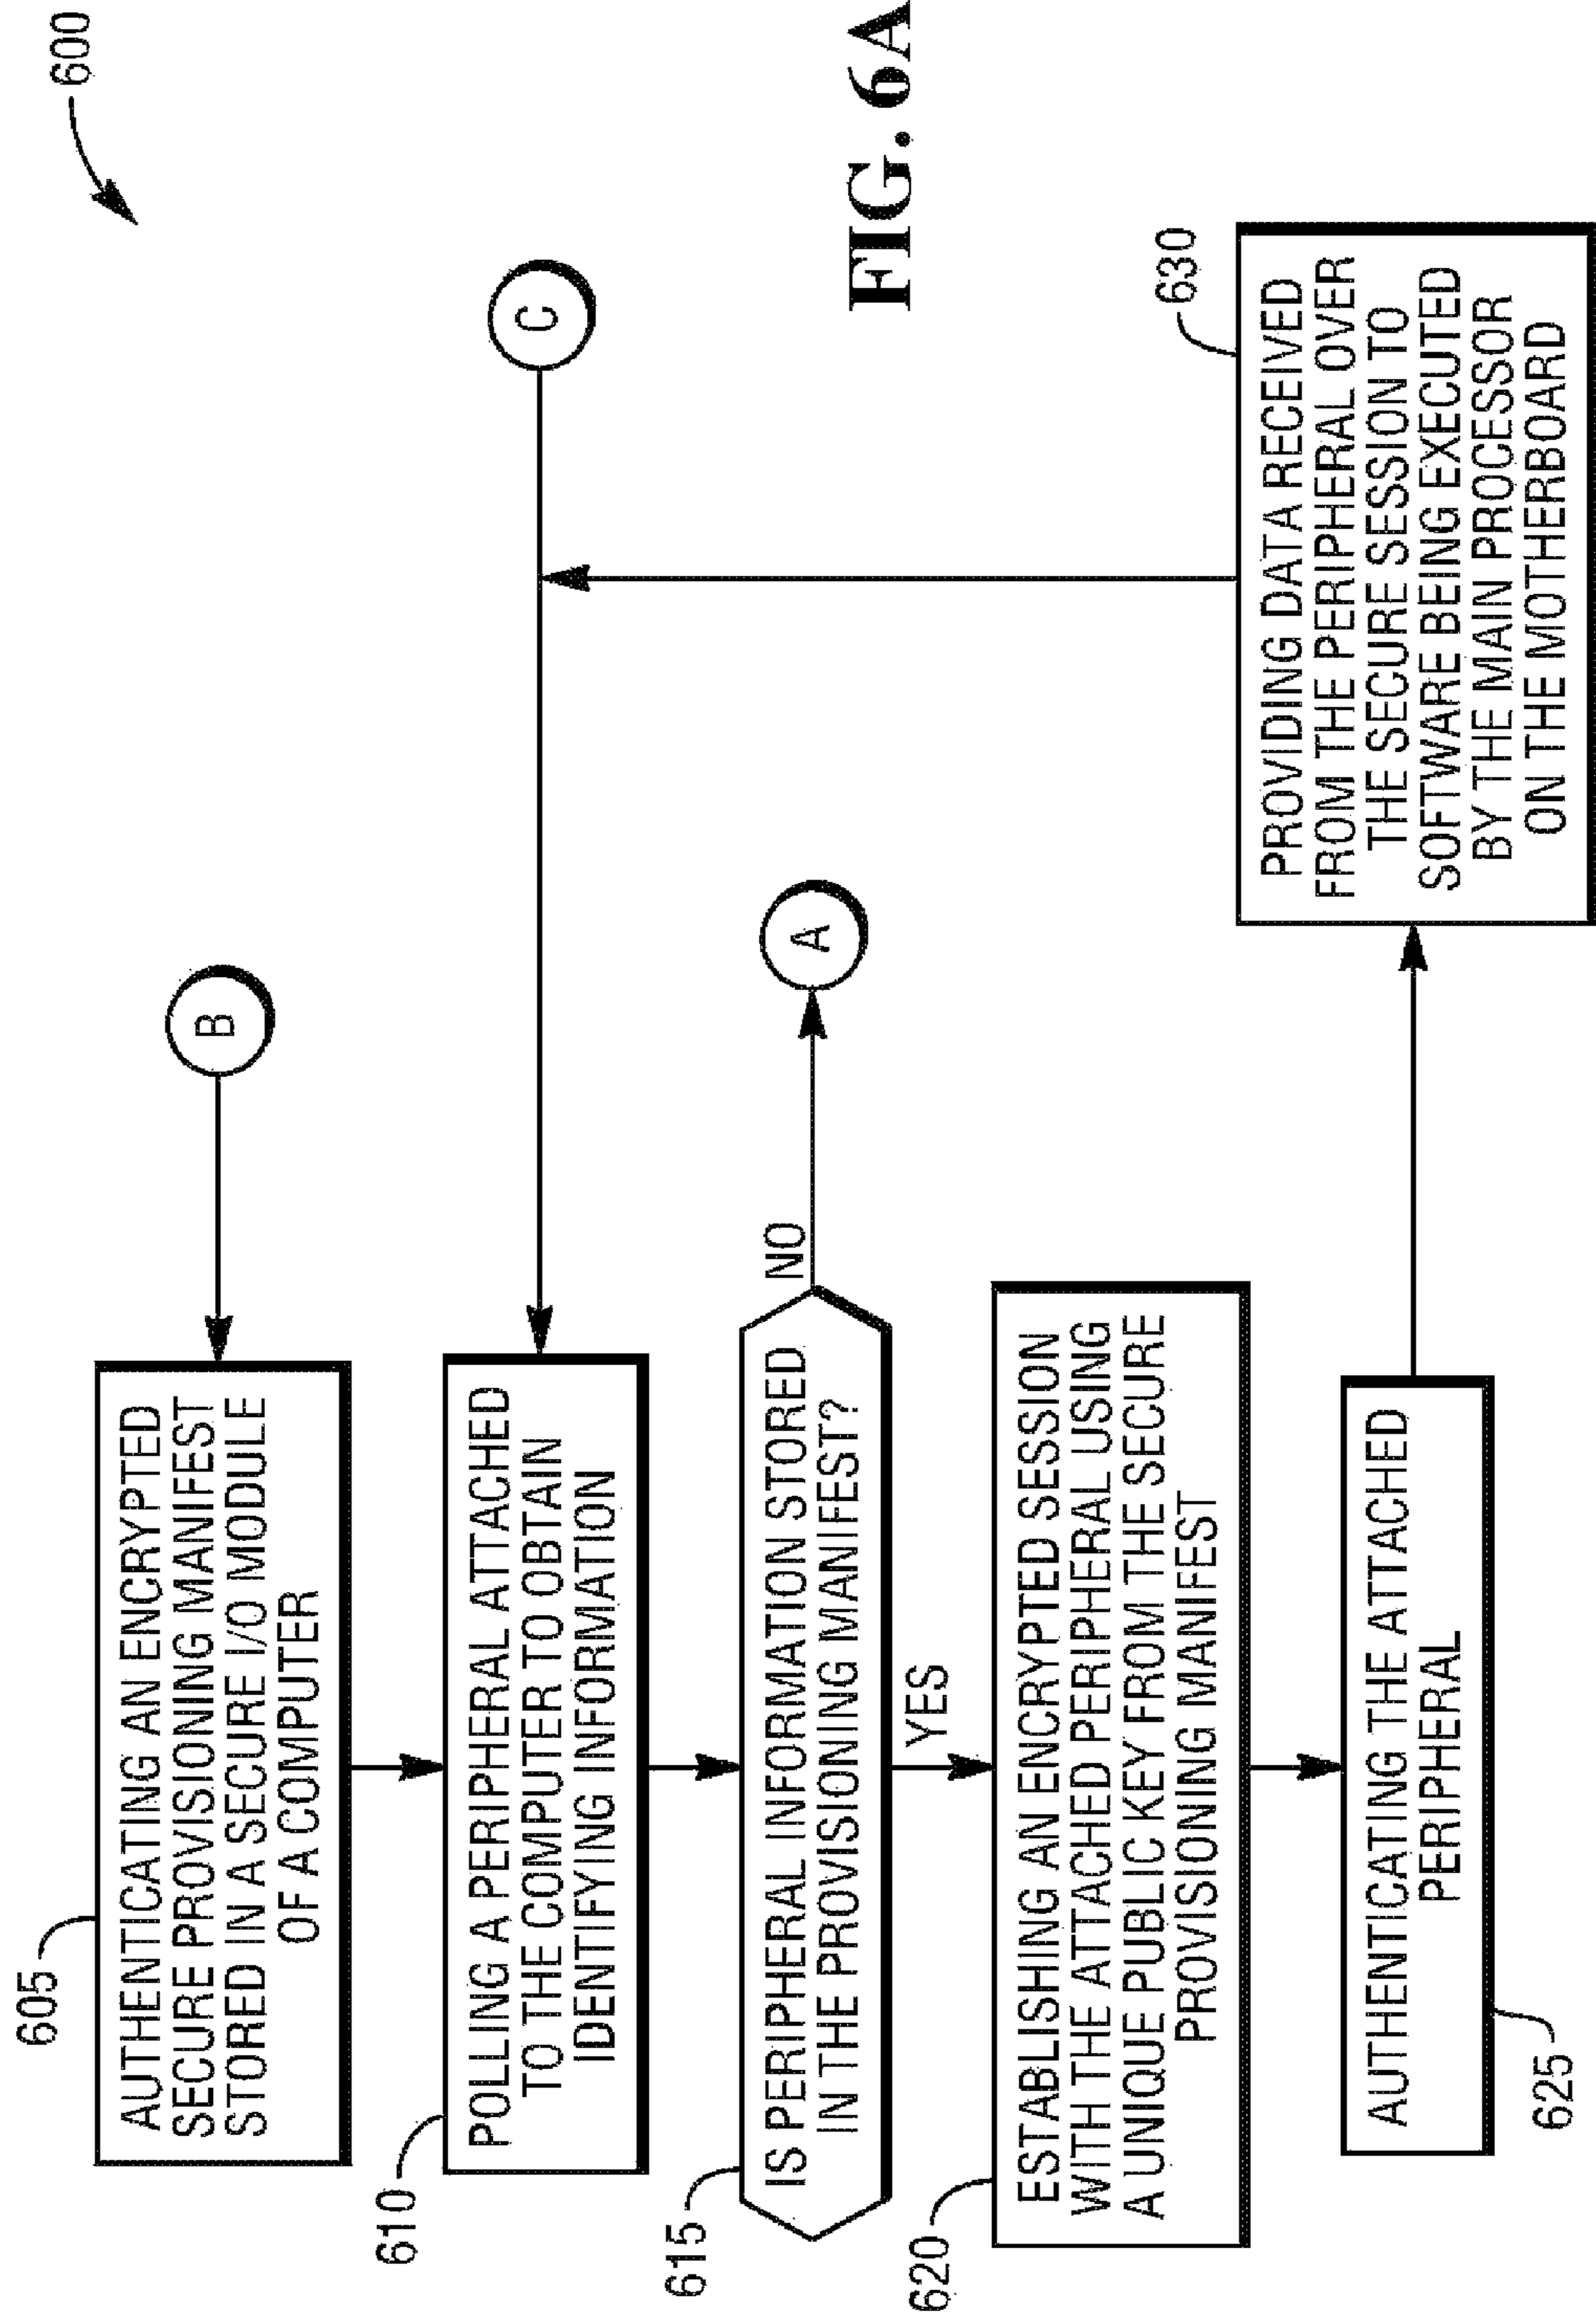 600
B
605
AUTHENTICATING AN ENCRYPTED
SECURE PROVISIONING MANIFEST
STORED IN A SECURE I/O MODULE
OF A COMPUTER
C
610
POLLING A PERIPHERAL ATTACHED
TO THE COMPUTER TO OBTAIN
IDENTIFYING INFORMATION
615
IS PERIPHERAL INFORMATION STORED
IN THE PROVISIONING MANIFEST?
NO
A
YES
620
ESTABLISHING AN ENCRYPTED SESSION
WITH THE ATTACHED PERIPHERAL USING
A UNIQUE PUBLIC KEY FROM THE SECURE
PROVISIONING MANIFEST
625
AUTHENTICATING THE ATTACHED
PERIPHERAL
630
PROVIDING DATA RECEIVED
FROM THE PERIPHERAL OVER
THE SECURE SESSION TO
SOFTWARE BEING EXECUTED
BY THE MAIN PROCESSOR
ON THE MOTHERBOARD
FIG. 6A